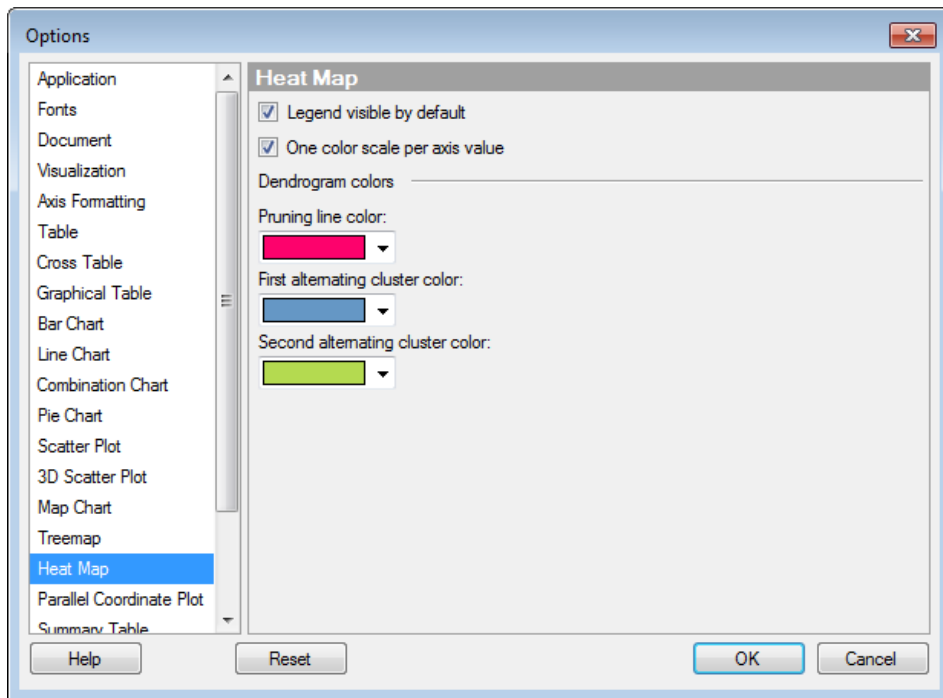 Options
Application
Fonts
Document
Visualization
Axis Formatting
Table
Cross Table
Graphical Table
Bar Chart
Line Chart
Combination Chart
Pie Chart
Scatter Plot
3D Scatter Plot
Map Chart
Treemap
Heat Map
Parallel Coordinate Plot
Summary Table
Heat Map
Legend visible by default
One color scale per axis value
Dendrogram colors
Pruning line color:
First alternating cluster color:
Second alternating cluster color:
Help
Reset
OK
Cancel